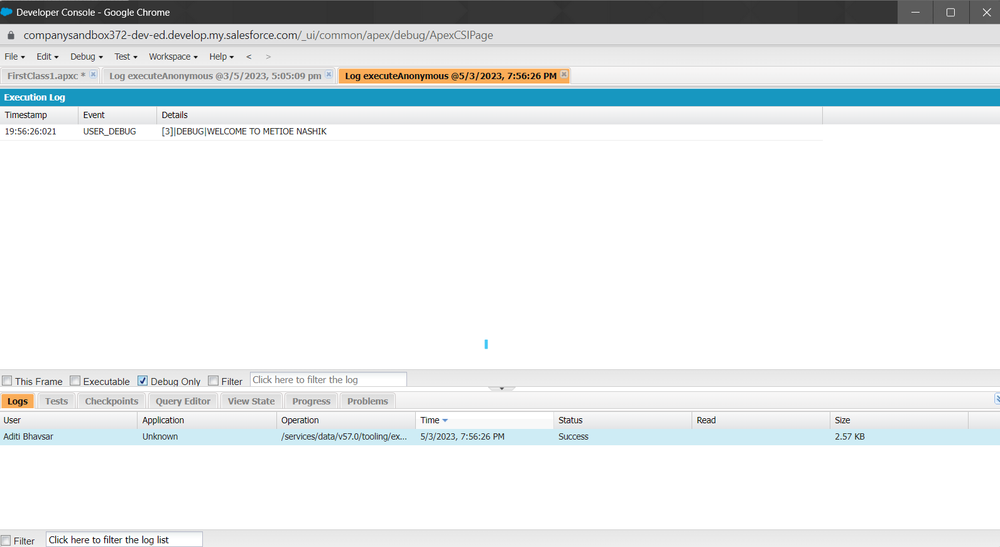 Developer Console - Google Chrome
companysandbox372-dev-ed.develop.my.salesforce.com/_ui/common/apex/debug/ApexCSIPage
File Edit Debug Test Workspace Help < >
FirstClass1.apxc * Log executeAnonymous @3/5/2023, 5:05:09 pm Log executeAnonymous @5/3/2023, 7:56:26 PM
Execution Log
Timestamp Event Details
19:56:26:021 USER_DEBUG [3]|DEBUG|WELCOME TO METIOE NASHIK
This Frame Executable Debug Only Filter Click here to filter the log
Logs Tests Checkpoints Query Editor View State Progress Problems
User Application Operation Time Status Read Size
Aditi Bhavsar Unknown /services/data/v57.0/tooling/ex... 5/3/2023, 7:56:26 PM Success 2.57 KB
Filter Click here to filter the log list